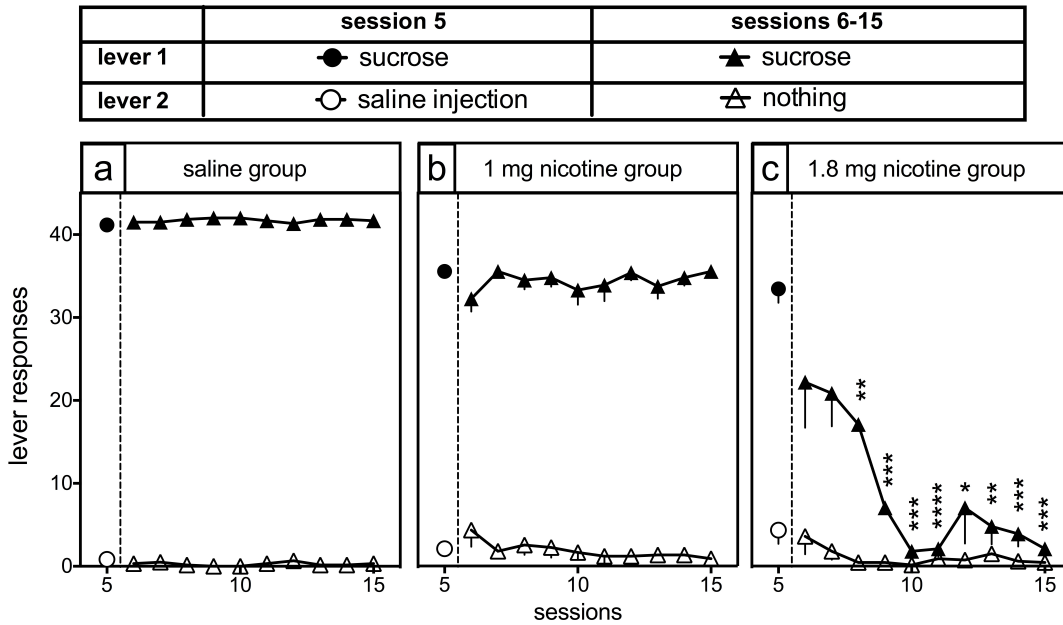 session 5 sessions 6-15
lever 1 sucrose sucrose
lever 2 saline injection nothing
a saline group b 1 mg nicotine group c 1.8 mg nicotine group
lever responses
40
30
20
10
0
** *** *** **** * ** *** ***
5 10 15 5 10 15 5 10 15
sessions